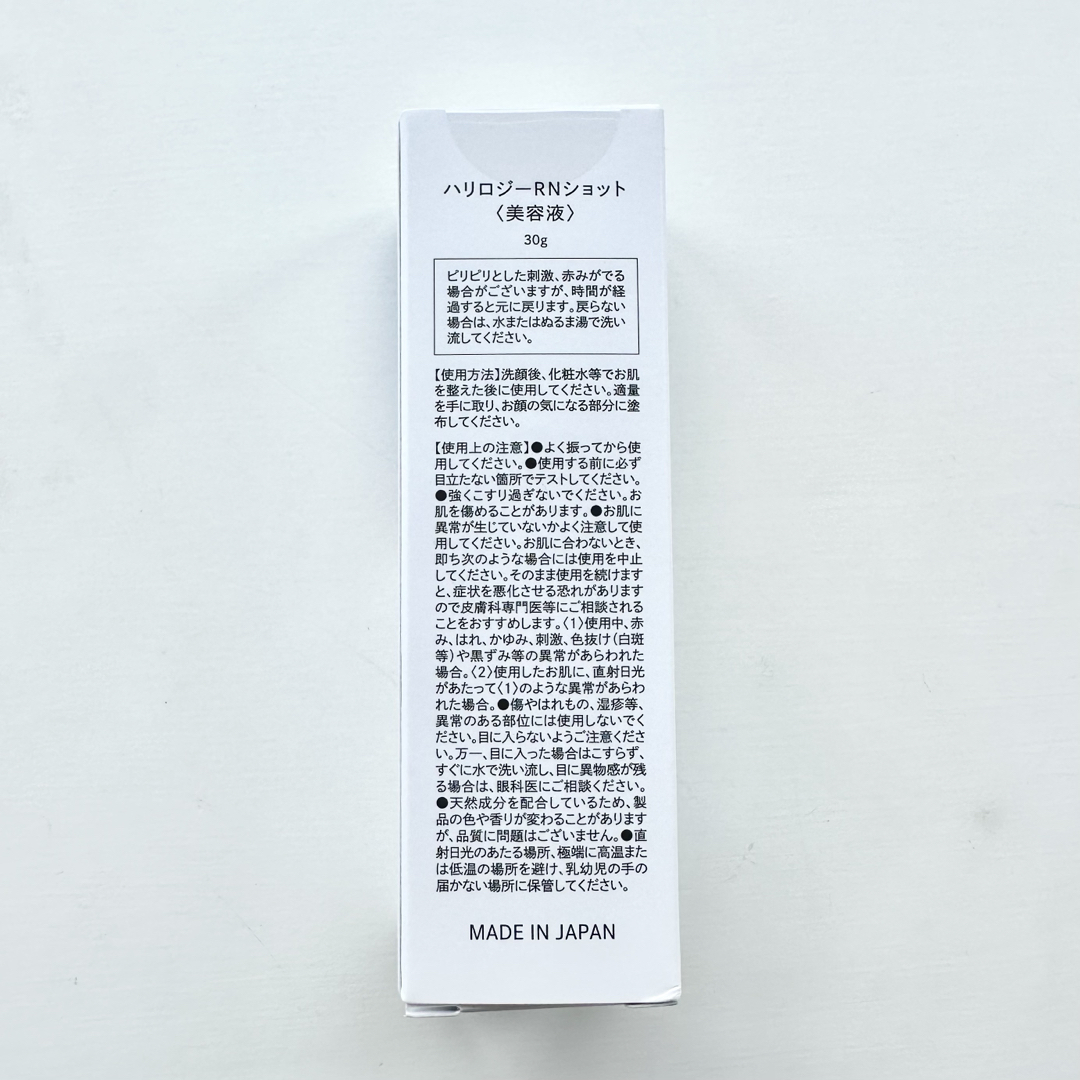 ハリロジーRNショット
〈美容液〉
30g
ピリピリとした刺激、赤みがでる
場合がございますが、時間が経
過すると元に戻ります。戻らない
場合は、水またはぬるま湯で洗い
流してください。
【使用方法】洗顔後、化粧水等でお肌
を整えた後に使用してください。適量
を手に取り、お顔の気になる部分に塗
布してください。
【使用上の注意】●よく振ってから使
用してください。●使用する前に必ず
目立たない箇所でテストしてください。
●強くこすり過ぎないでください。お
肌を傷めることがあります。●お肌に
異常が生じていないかよく注意して使
用してください。お肌に合わないとき、
即ち次のような場合には使用を中止
してください。そのまま使用を続けます
と、症状を悪化させる恐れがあります
ので皮膚科専門医等にご相談される
ことをおすすめします。〈1〉使用中、赤
み、はれ、かゆみ、刺激、色抜け(白斑
等)や黒ずみ等の異常があらわれた
場合。〈2〉使用したお肌に、直射日光
があたって〈1〉のような異常があらわ
れた場合。●傷やはれもの、湿疹等、
異常のある部位には使用しないでく
ださい。目に入らないようご注意くださ
い。万一、目に入った場合はこすらず、
すぐに水で洗い流し、目に異物感が残
る場合は、眼科医にご相談ください。
●天然成分を配合しているため、製
品の色や香りが変わることがあります
が、品質に問題はございません。●直
射日光のあたる場所、極端に高温また
は低温の場所を避け、乳幼児の手の
届かない場所に保管してください。
MADE IN JAPAN